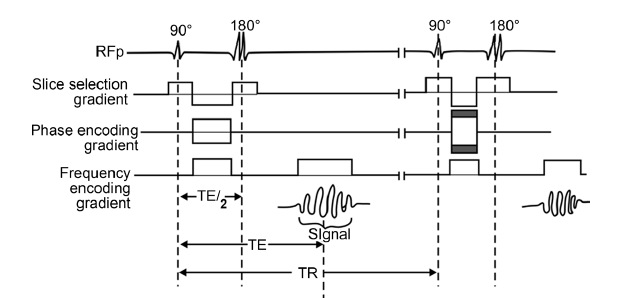 90°
180°
90°
180°
RFp
Slice selection
gradient
Phase encoding
gradient
Frequency
encoding
gradient
TE/2
SIgnal
TE
TR